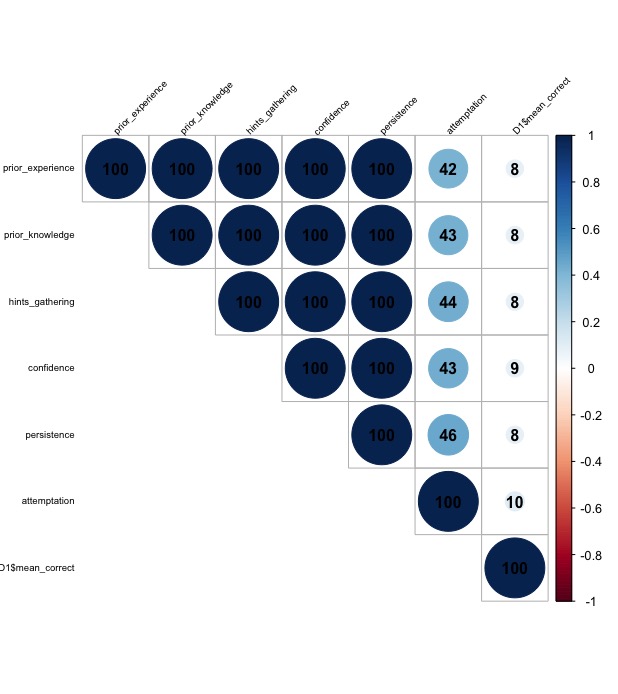 prior_experience prior_knowledge hints_gathering confidence persistence attemptation D1$mean_correct
prior_experience 100 100 100 100 100 42 8
prior_knowledge 100 100 100 100 43 8
hints_gathering 100 100 100 44 8
confidence 100 100 43 9
persistence 100 46 8
attemptation 100 10
D1$mean_correct 100
1
0.8
0.6
0.4
0.2
0
-0.2
-0.4
-0.6
-0.8
-1